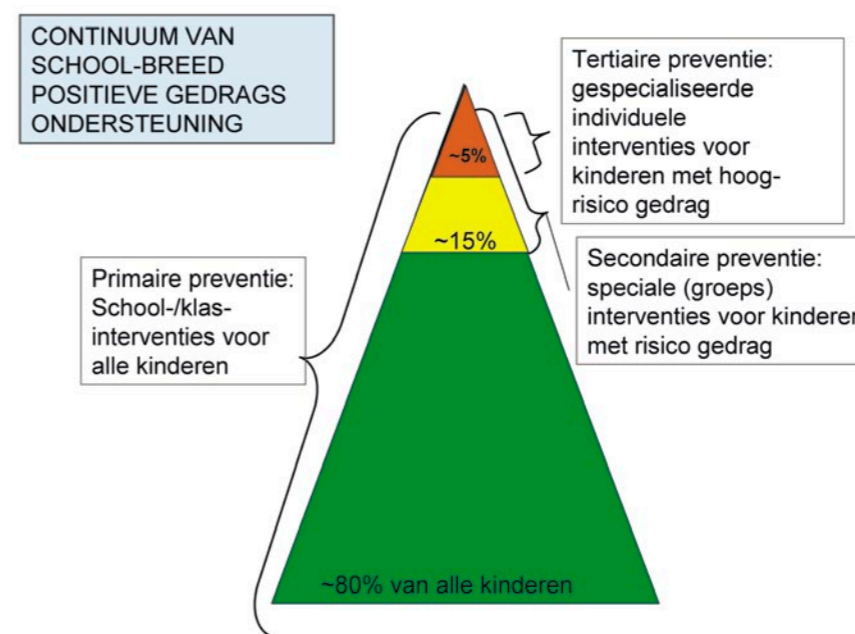 CONTINUUM VAN
SCHOOL-BREED
POSITIEVE GEDRAGS
ONDERSTEUNING
Tertiaire preventie:
gespecialiseerde
individuele
interventies voor
kinderen met hoog-
risico gedrag
~5%
~15%
Secondaire preventie:
speciale (groeps)
interventies voor kinderen
met risico gedrag
Primaire preventie:
School-/klas-
interventies voor
alle kinderen
~80% van alle kinderen